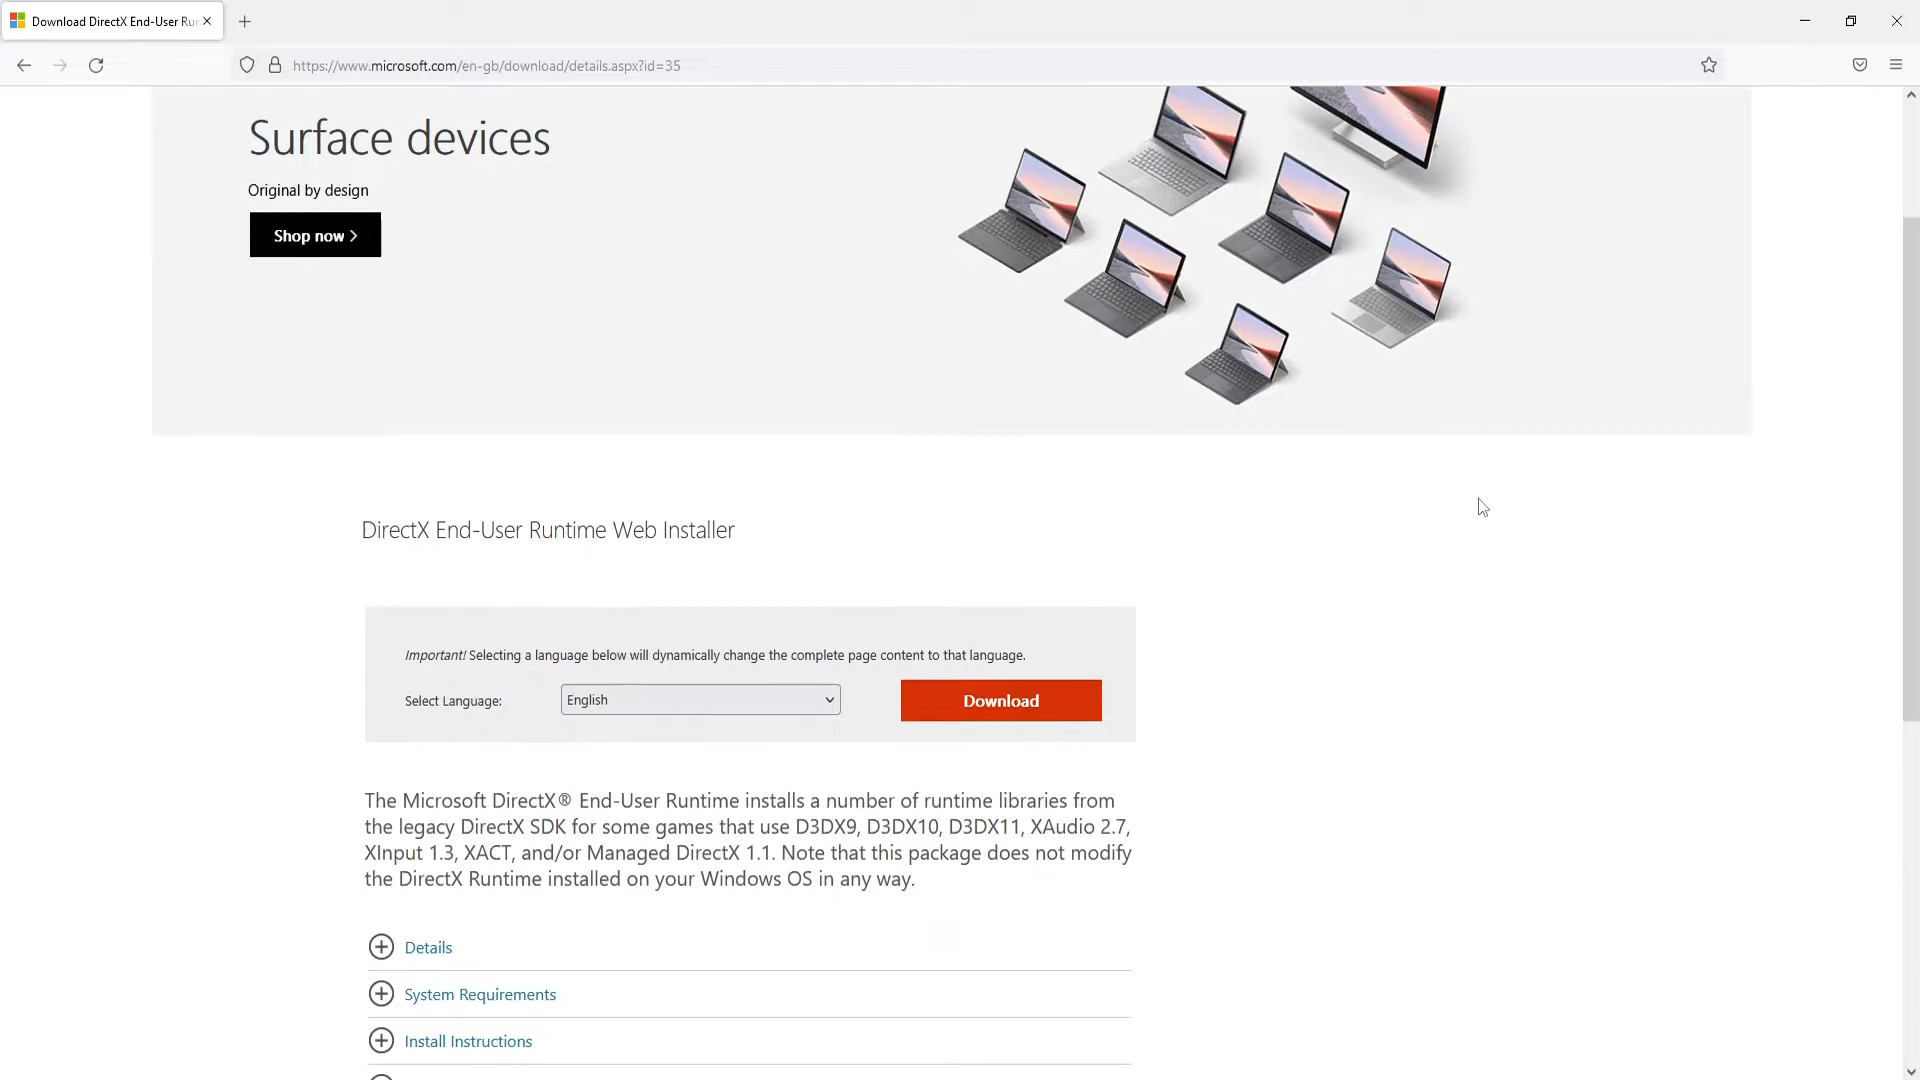 Download DirectX End-User Ru
https://www.microsoft.com/en-gb/download/details.aspx?id=35
Surface devices
Original by design
Shop now >
DirectX End-User Runtime Web Installer
Important! Selecting a language below will dynamically change the complete page content to that language.
Select Language:
English
Download
The Microsoft DirectX® End-User Runtime installs a number of runtime libraries from
the legacy DirectX SDK for some games that use D3DX9, D3DX10, D3DX11, XAudio 2.7,
XInput 1.3, XACT, and/or Managed DirectX 1.1. Note that this package does not modify
the DirectX Runtime installed on your Windows OS in any way.
Details
System Requirements
Install Instructions